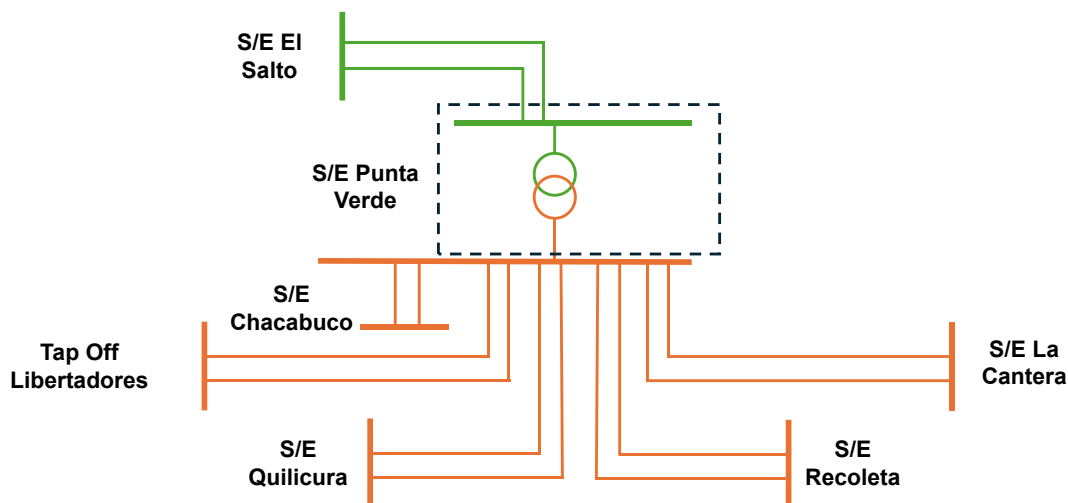 S/E El
Salto
S/E Punta
Verde
S/E
Chacabuco
Tap Off
Libertadores
S/E La
Cantera
S/E
Quilicura
S/E
Recoleta